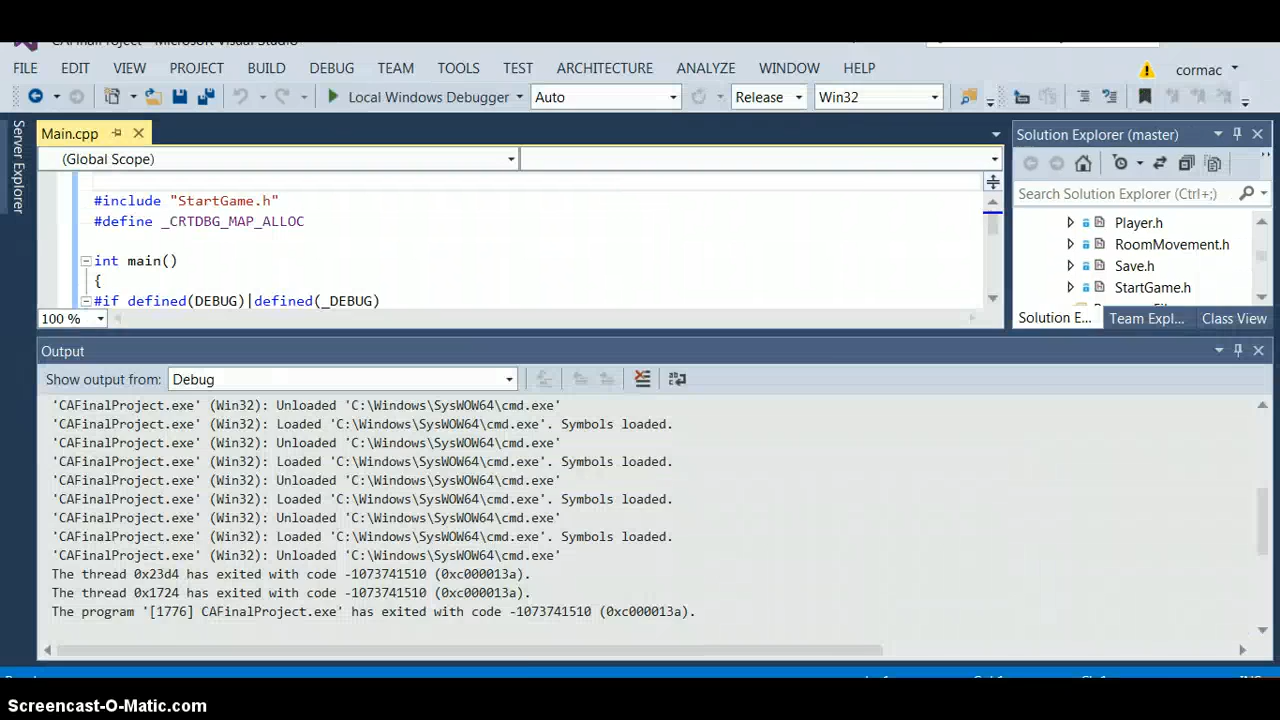 CAFinalProject - Microsoft Visual Studio
FILE EDIT VIEW PROJECT BUILD DEBUG TEAM TOOLS TEST ARCHITECTURE ANALYZE WINDOW HELP cormac
Local Windows Debugger Auto Release Win32
Server Explorer
Main.cpp
(Global Scope)
#include "StartGame.h"
#define _CRTDBG_MAP_ALLOC
int main()
{
#if defined(DEBUG)|defined(_DEBUG)
100 %
Solution Explorer (master)
Search Solution Explorer (Ctrl+;)
Player.h
RoomMovement.h
Save.h
StartGame.h
Solution E... Team Expl... Class View
Output
Show output from: Debug
'CAFinalProject.exe' (Win32): Unloaded 'C:\Windows\SysWOW64\cmd.exe'
'CAFinalProject.exe' (Win32): Loaded 'C:\Windows\SysWOW64\cmd.exe'. Symbols loaded.
'CAFinalProject.exe' (Win32): Unloaded 'C:\Windows\SysWOW64\cmd.exe'
'CAFinalProject.exe' (Win32): Loaded 'C:\Windows\SysWOW64\cmd.exe'. Symbols loaded.
'CAFinalProject.exe' (Win32): Unloaded 'C:\Windows\SysWOW64\cmd.exe'
'CAFinalProject.exe' (Win32): Loaded 'C:\Windows\SysWOW64\cmd.exe'. Symbols loaded.
'CAFinalProject.exe' (Win32): Unloaded 'C:\Windows\SysWOW64\cmd.exe'
'CAFinalProject.exe' (Win32): Loaded 'C:\Windows\SysWOW64\cmd.exe'. Symbols loaded.
'CAFinalProject.exe' (Win32): Unloaded 'C:\Windows\SysWOW64\cmd.exe'
The thread 0x23d4 has exited with code -1073741510 (0xc000013a).
The thread 0x1724 has exited with code -1073741510 (0xc000013a).
The program '[1776] CAFinalProject.exe' has exited with code -1073741510 (0xc000013a).
Screencast-O-Matic.com